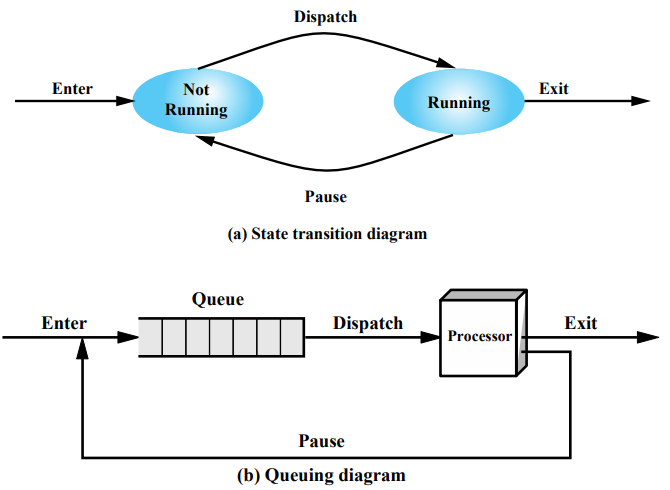 Dispatch
Enter
Not
Running
Running
Exit
Pause
(a) State transition diagram
Queue
Enter
Dispatch
Processor
Exit
Pause
(b) Queuing diagram